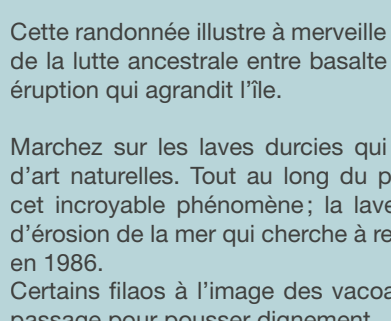 Cette randonnée illustre à merveille
de la lutte ancestrale entre basalte
éruption qui agrandit l'île.
Marchez sur les laves durcies qui
d'art naturelles. Tout au long du p
cet incroyable phénomène ; la lave
d'érosion de la mer qui cherche à re
en 1986.
Certains filaos à l'image des vacoa
passage pour pousser dignement